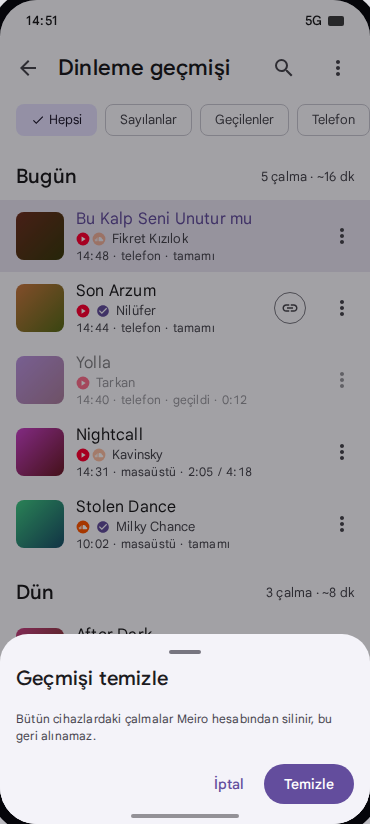 14:51
5G
Dinleme geçmişi
Hepsi
Sayılanlar
Geçilenler
Telefon
Bugün
5 çalma · ~16 dk
Bu Kalp Seni Unutur mu
Fikret Kızılok
14:48 · telefon · tamamı
Son Arzum
Nilüfer
14:44 · telefon · tamamı
Yolla
Tarkan
14:40 · telefon · geçildi · 0:12
Nightcall
Kavinsky
14:31 · masaüstü · 2:05 / 4:18
Stolen Dance
Milky Chance
10:02 · masaüstü · tamamı
Dün
3 çalma · ~8 dk
After Dark
Geçmişi temizle
Bütün cihazlardaki çalmalar Meiro hesabından silinir, bu
geri alınamaz.
İptal
Temizle